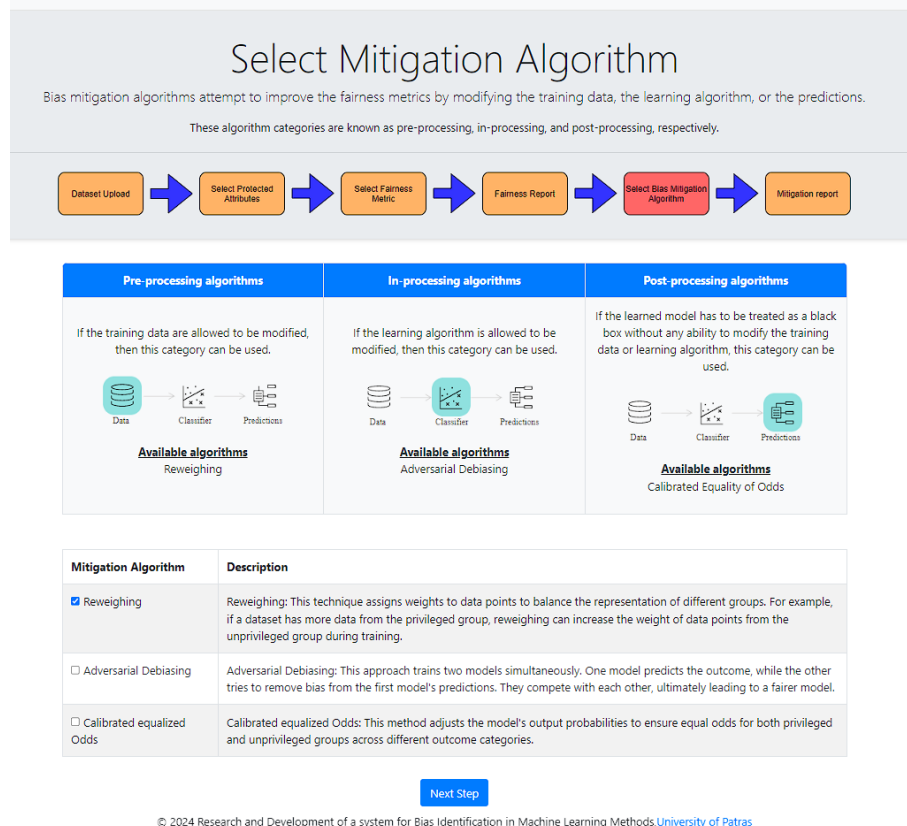 Select Mitigation Algorithm
Bias mitigation algorithms attempt to improve the fairness metrics by modifying the training data, the learning algorithm, or the predictions.
These algorithm categories are known as pre-processing, in-processing, and post-processing, respectively.
Dataset Upload
Select Protected
Attributes
Select Fairness
Metric
Fairness Report
Select Bias Mitigation
Algorithm
Mitigation report
Pre-processing algorithms
If the training data are allowed to be modified,
then this category can be used.
Data Classifier Predictions
Available algorithms
Reweighing
In-processing algorithms
If the learning algorithm is allowed to be
modified, then this category can be used.
Data Classifier Predictions
Available algorithms
Adversarial Debiasing
Post-processing algorithms
If the learned model has to be treated as a black
box without any ability to modify the training
data or learning algorithm, this category can be
used.
Data Classifier Predictions
Available algorithms
Calibrated Equality of Odds
Mitigation Algorithm Description
Reweighing
Reweighing: This technique assigns weights to data points to balance the representation of different groups. For example,
if a dataset has more data from the privileged group, reweighing can increase the weight of data points from the
unprivileged group during training.
Adversarial Debiasing
Adversarial Debiasing: This approach trains two models simultaneously. One model predicts the outcome, while the other
tries to remove bias from the first model's predictions. They compete with each other, ultimately leading to a fairer model.
Calibrated equalized
Odds
Calibrated equalized Odds: This method adjusts the model's output probabilities to ensure equal odds for both privileged
and unprivileged groups across different outcome categories.
Next Step
© 2024 Research and Development of a system for Bias Identification in Machine Learning Methods.University of Patras